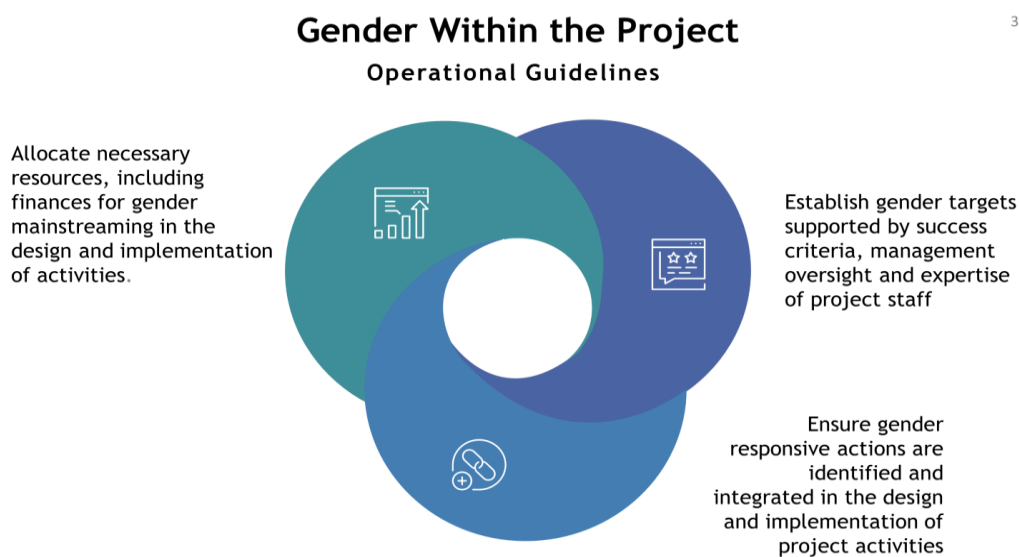 3
Gender Within the Project
Operational Guidelines
Allocate necessary
resources, including
finances for gender
mainstreaming in the
design and implementation
of activities.
Establish gender targets
supported by success
criteria, management
oversight and expertise
of project staff
Ensure gender
responsive actions are
identified and
integrated in the design
and implementation of
project activities